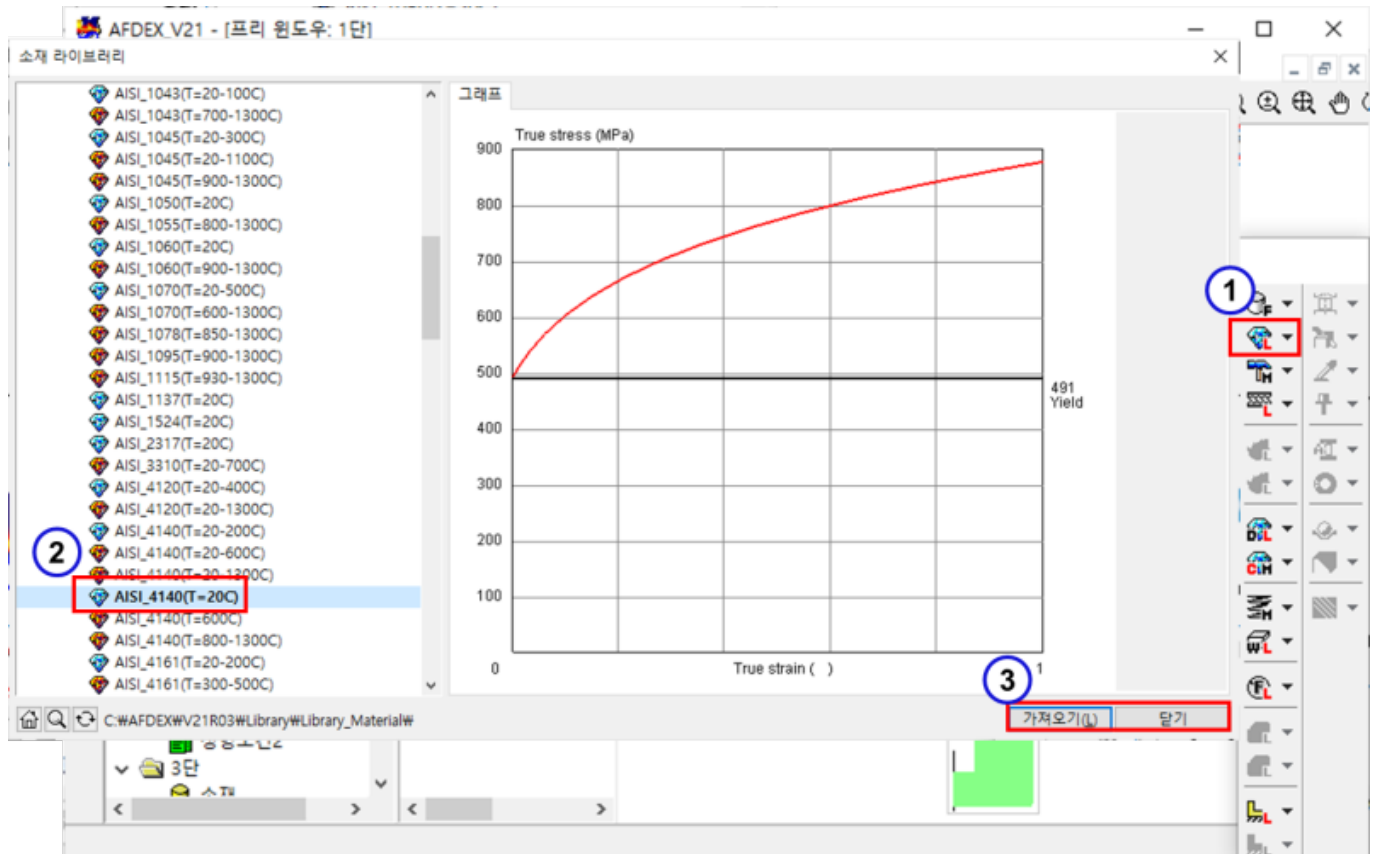 AFDEX_V21 - [프리 윈도우: 1단]
소재 라이브러리
AISI_1043(T=20-100C)
AISI_1043(T=700-1300C)
AISI_1045(T=20-300C)
AISI_1045(T=20-1100C)
AISI_1045(T=900-1300C)
AISI_1050(T=20C)
AISI_1055(T=800-1300C)
AISI_1060(T=20C)
AISI_1060(T=900-1300C)
AISI_1070(T=20-500C)
AISI_1070(T=600-1300C)
AISI_1078(T=850-1300C)
AISI_1095(T=900-1300C)
AISI_1115(T=930-1300C)
AISI_1137(T=20C)
AISI_1524(T=20C)
AISI_2317(T=20C)
AISI_3310(T=20-700C)
AISI_4120(T=20-400C)
AISI_4120(T=20-1300C)
AISI_4140(T=20-200C)
AISI_4140(T=20-600C)
AISI_4140(T=20-1300C)
AISI_4140(T=20C)
AISI_4140(T=600C)
AISI_4140(T=800-1300C)
AISI_4161(T=20-200C)
AISI_4161(T=300-500C)
2
그래프
True stress (MPa)
900
800
700
600
500
400
300
200
100
0
491
Yield
True strain ( )
1
3
가져오기(L)
닫기
C:₩AFDEX₩V21R03₩Library₩Library_Material₩
1
F
L
M
L
L
L
D L
C M
M
W L
F L
L
L
L
L
3단